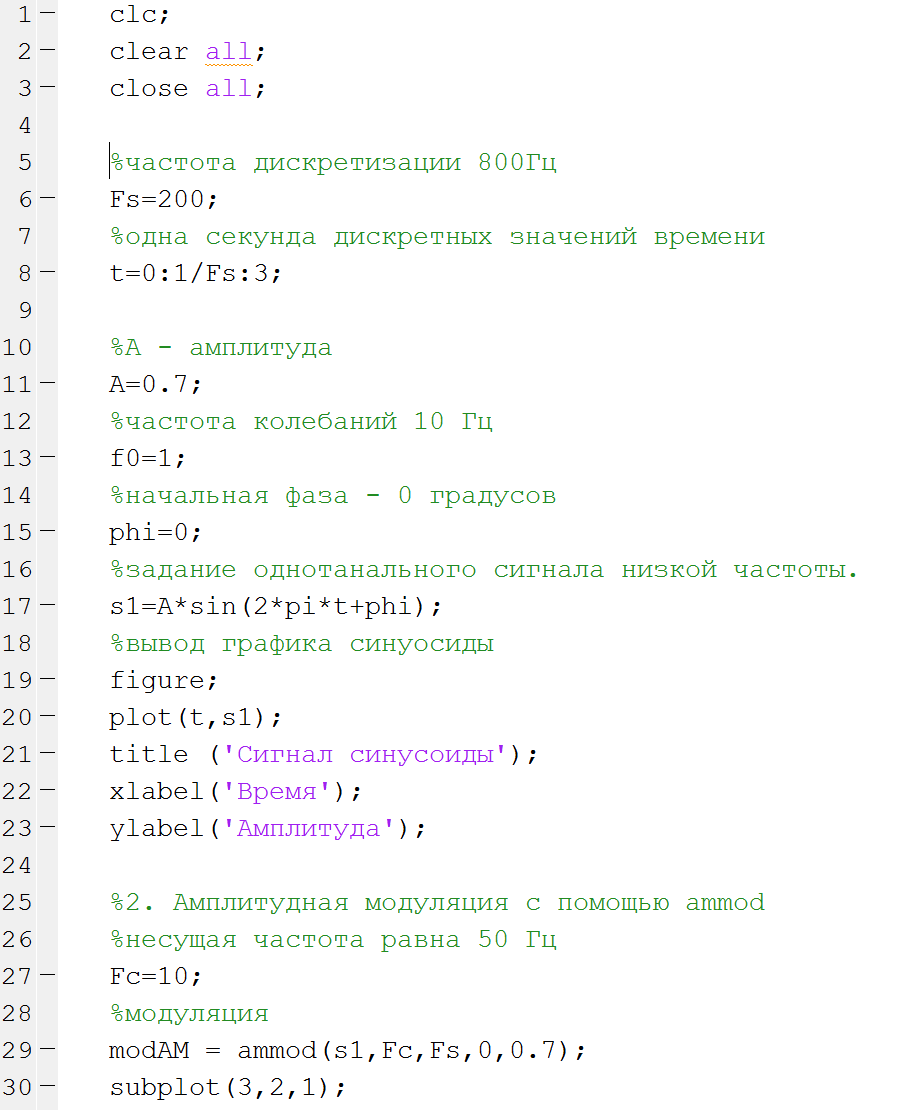 1 clc;
2 clear all;
3 close all;
4
5 %частота дискретизации 800Гц
6 Fs=200;
7 %одна секунда дискретных значений времени
8 t=0:1/Fs:3;
9
10 %А - амплитуда
11 A=0.7;
12 %частота колебаний 10 Гц
13 f0=1;
14 %начальная фаза - 0 градусов
15 phi=0;
16 %задание однотанального сигнала низкой частоты.
17 s1=A*sin(2*pi*t+phi);
18 %вывод графика синуосиды
19 figure;
20 plot(t,s1);
21 title ('Сигнал синусоиды');
22 xlabel('Время');
23 ylabel('Амплитуда');
24
25 %2. Амплитудная модуляция с помощью ammod
26 %несущая частота равна 50 Гц
27 Fc=10;
28 %модуляция
29 modAM = ammod(s1,Fc,Fs,0,0.7);
30 subplot(3,2,1);